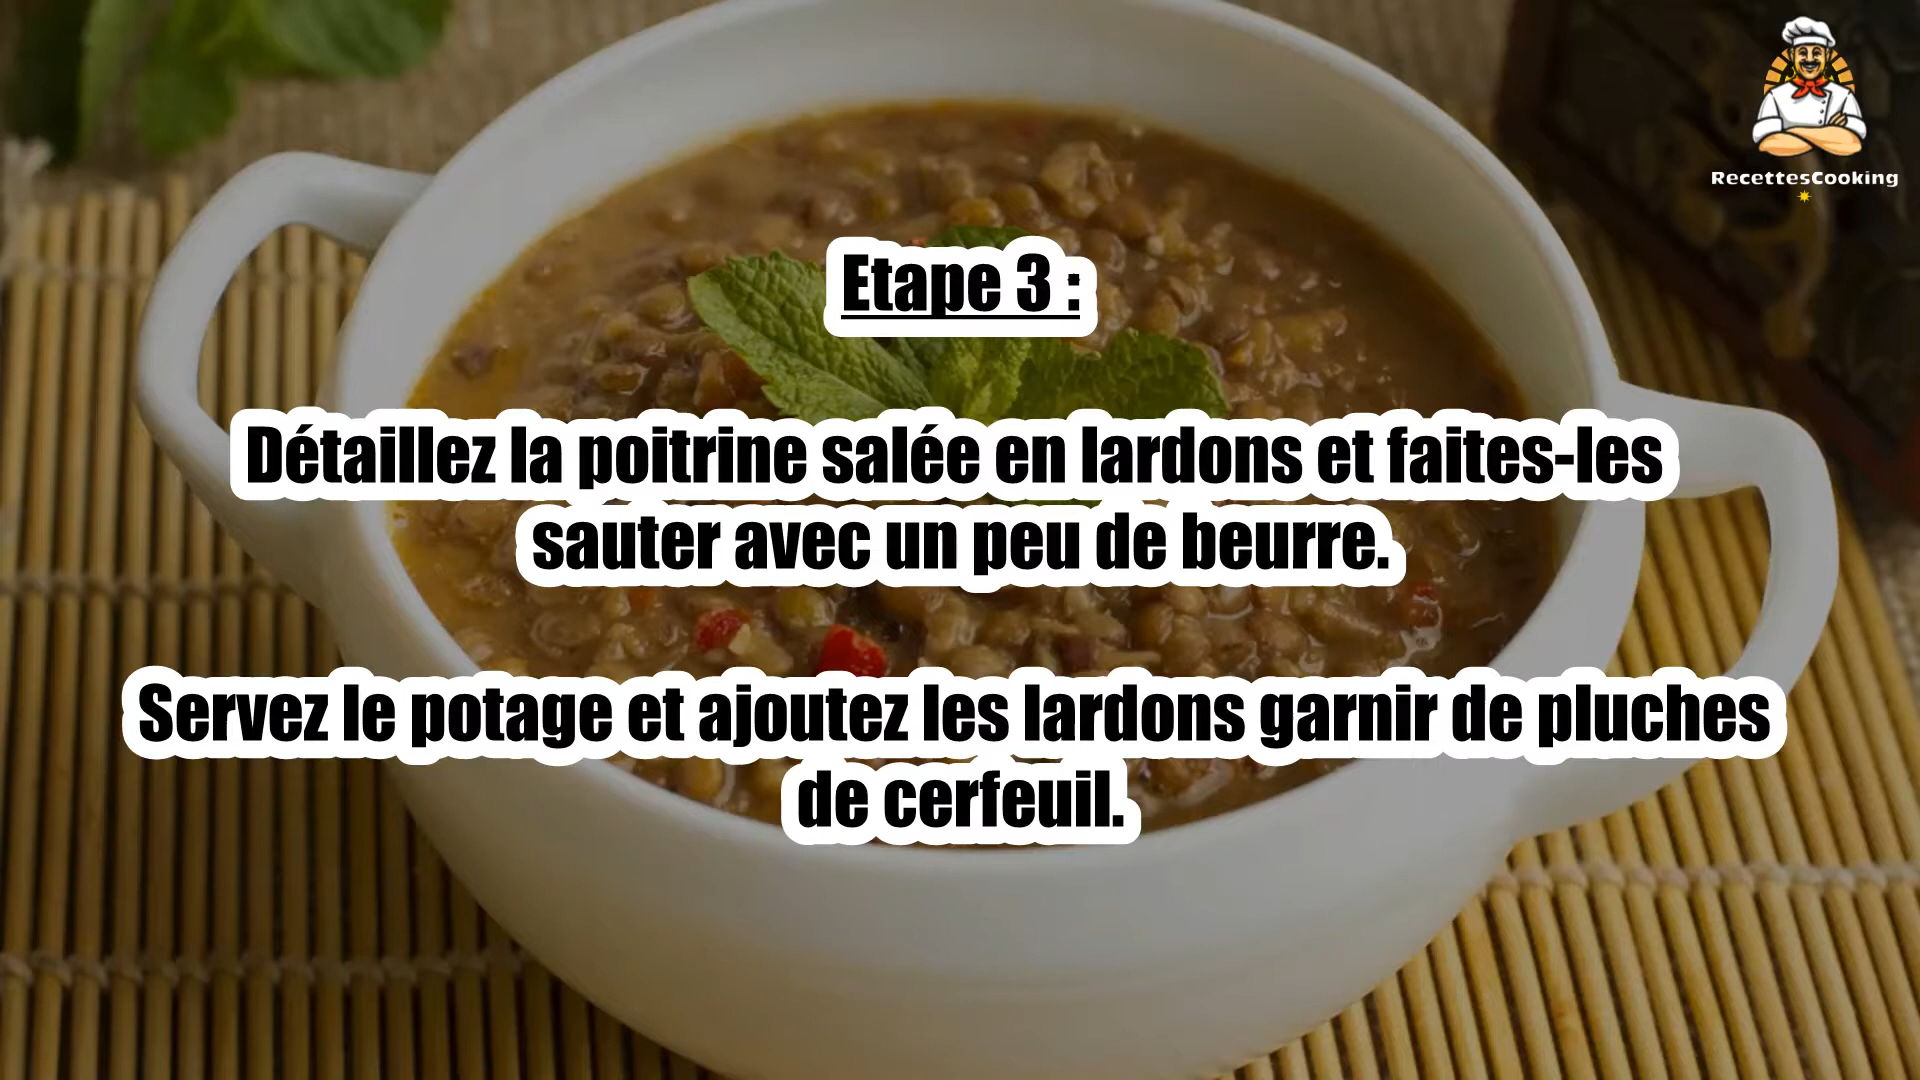 RecettesCooking
Etape 3 :
Détaillez la poitrine salée en lardons et faites-les
sauter avec un peu de beurre.
Servez le potage et ajoutez les lardons garnir de pluches
de cerfeuil.